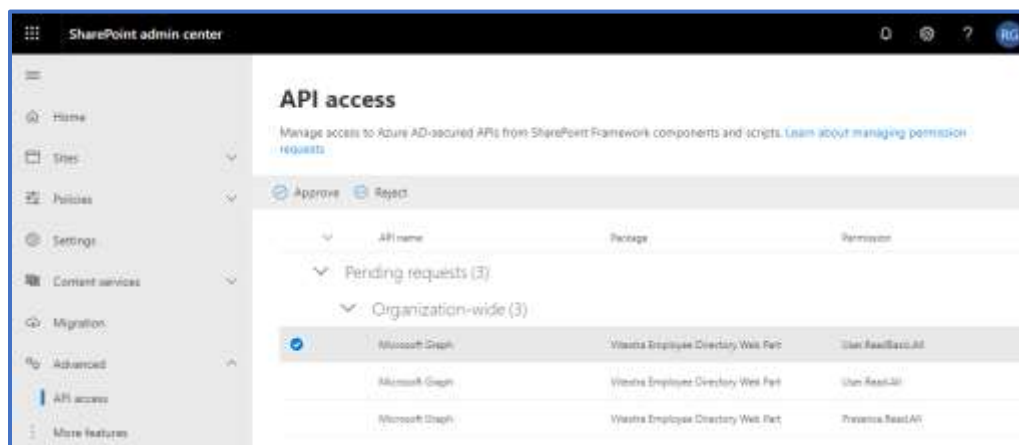 SharePoint admin center
?
RG
Home
Sites
Policies
Settings
Content services
Migration
Advanced
API access
More features
API access
Manage access to Azure AD-secured APIs from SharePoint Framework components and scripts. Learn about managing permission
requests
Approve Reject
API name Package Permission
Pending requests (3)
Organization-wide (3)
Microsoft Graph Employee Directory Web Part User.ReadBasic.All
Microsoft Graph Employee Directory Web Part User.Read.All
Microsoft Graph Employee Directory Web Part Presence.Read.All